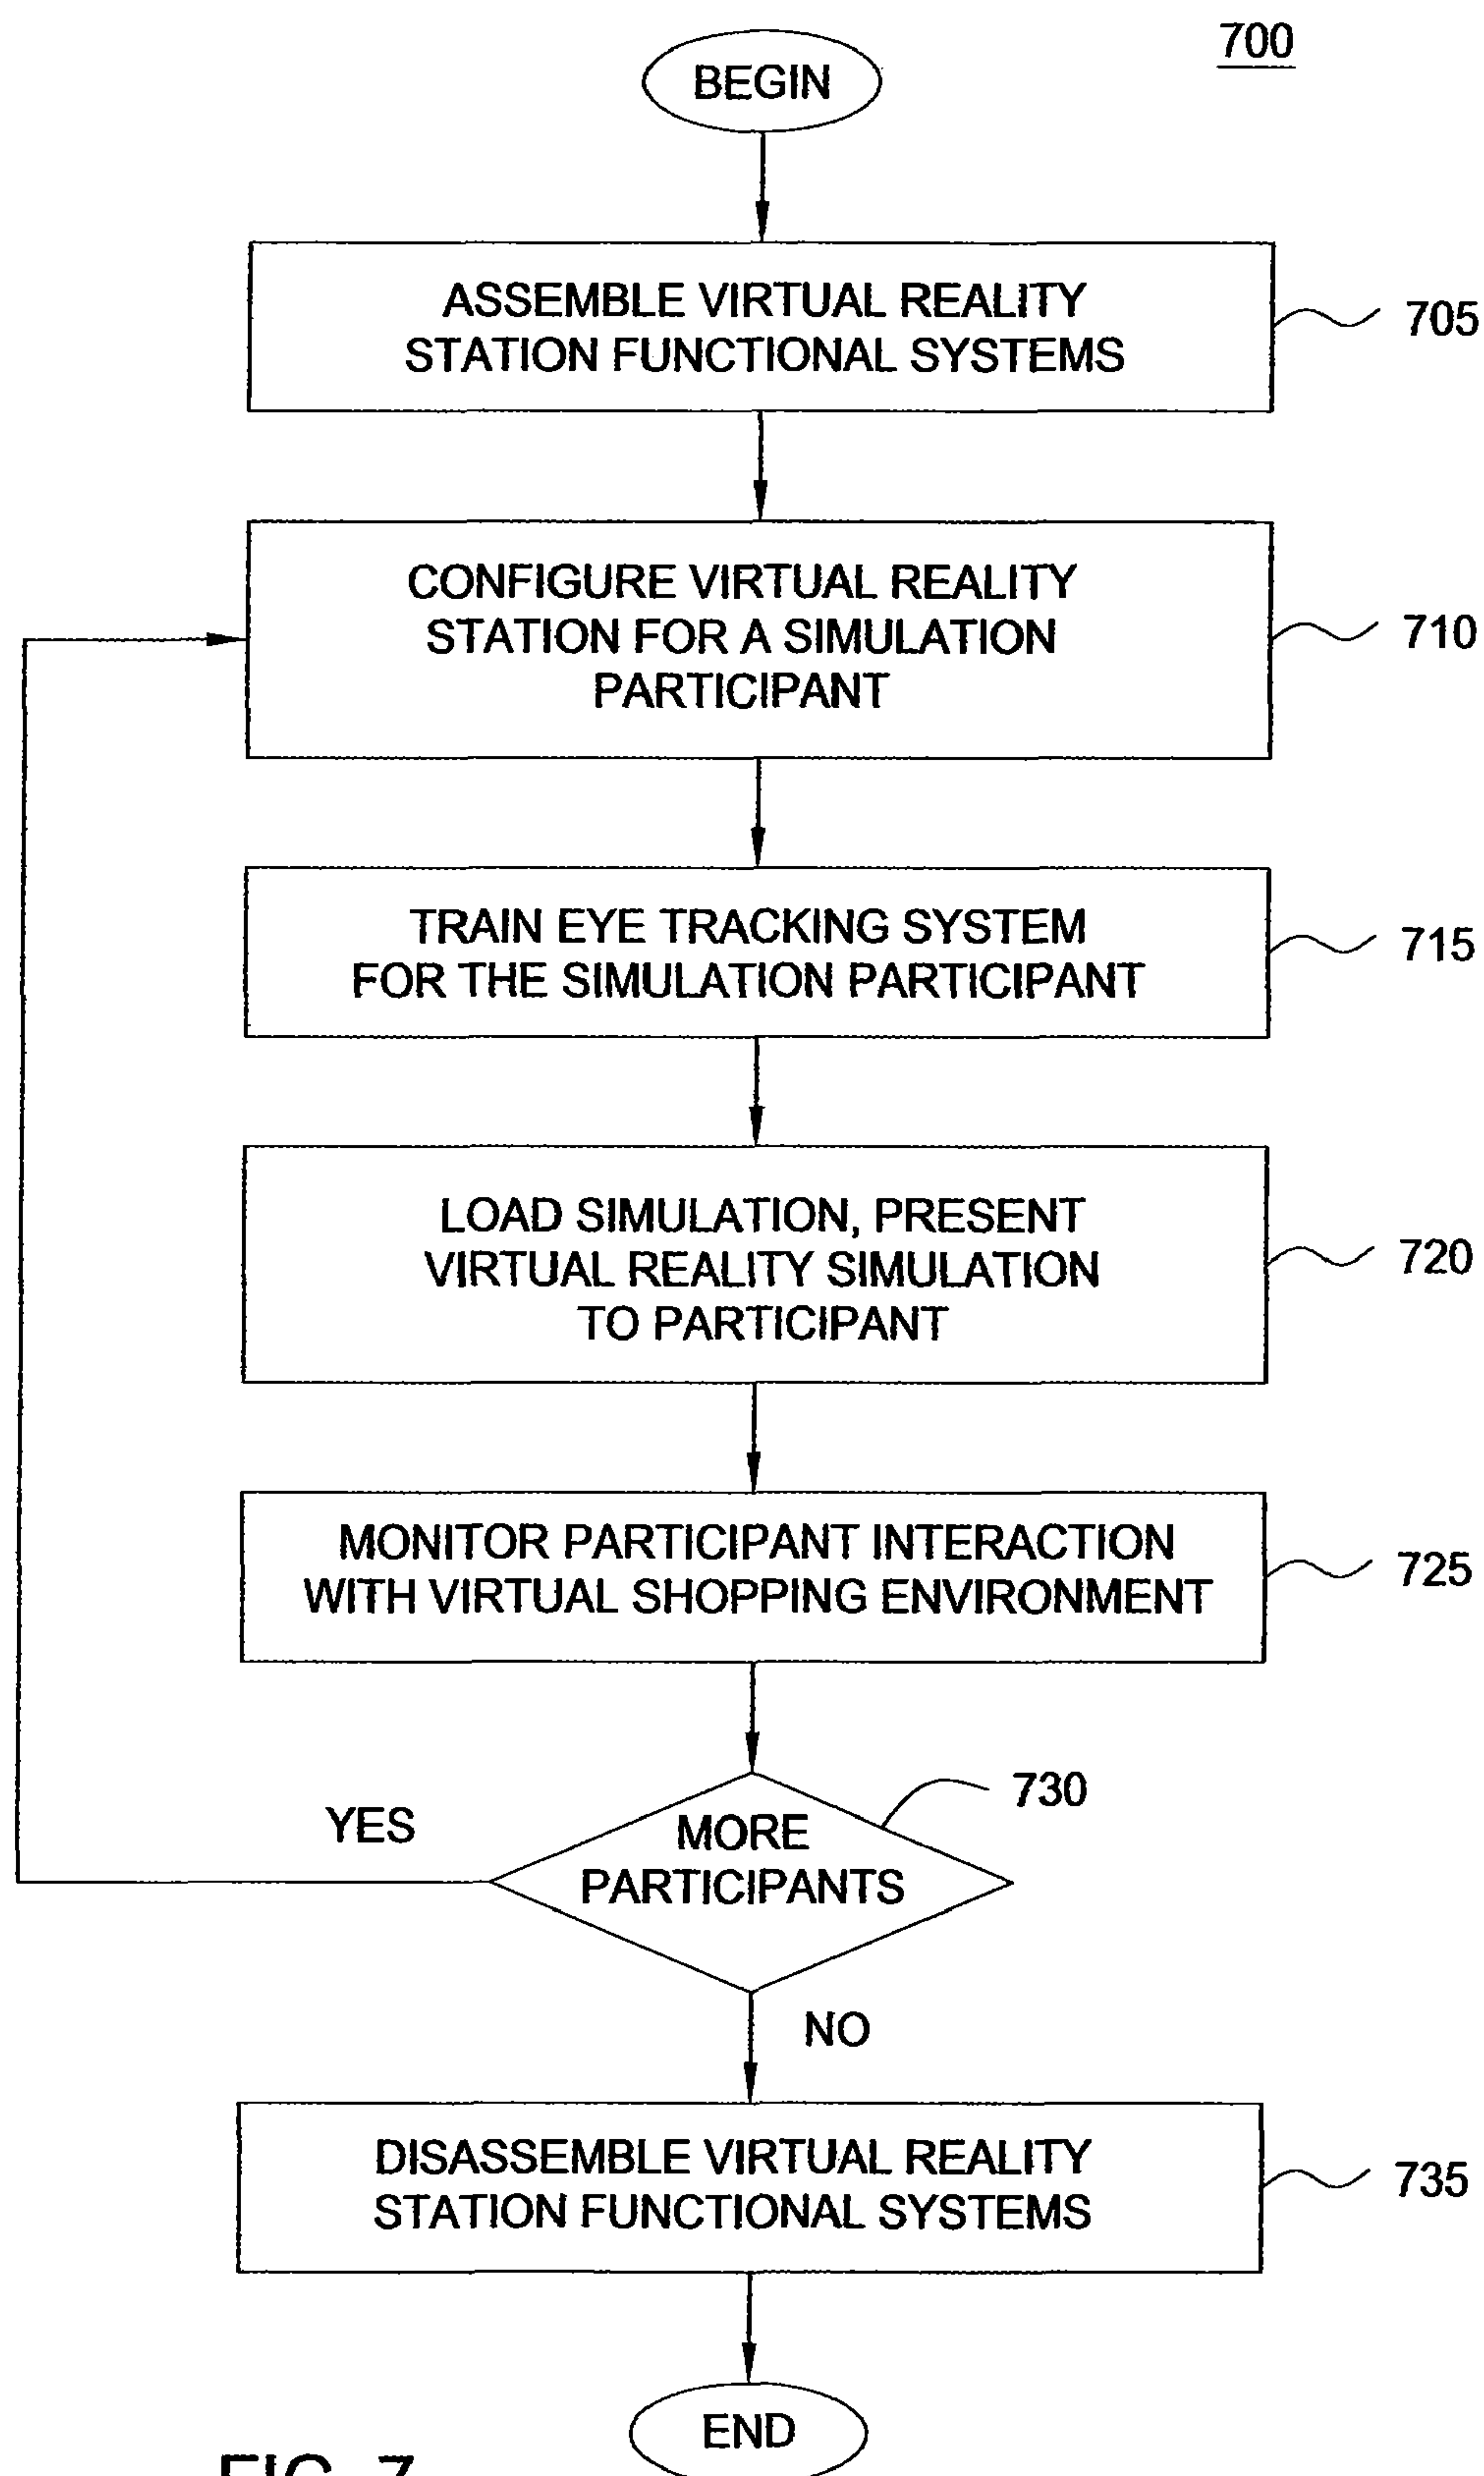 700
BEGIN
ASSEMBLE VIRTUAL REALITY
STATION FUNCTIONAL SYSTEMS
705
CONFIGURE VIRTUAL REALITY
STATION FOR A SIMULATION
PARTICIPANT
710
TRAIN EYE TRACKING SYSTEM
FOR THE SIMULATION PARTICIPANT
715
LOAD SIMULATION, PRESENT
VIRTUAL REALITY SIMULATION
TO PARTICIPANT
720
MONITOR PARTICIPANT INTERACTION
WITH VIRTUAL SHOPPING ENVIRONMENT
725
730
YES
MORE
PARTICIPANTS
NO
DISASSEMBLE VIRTUAL REALITY
STATION FUNCTIONAL SYSTEMS
735
END
FIG. 7